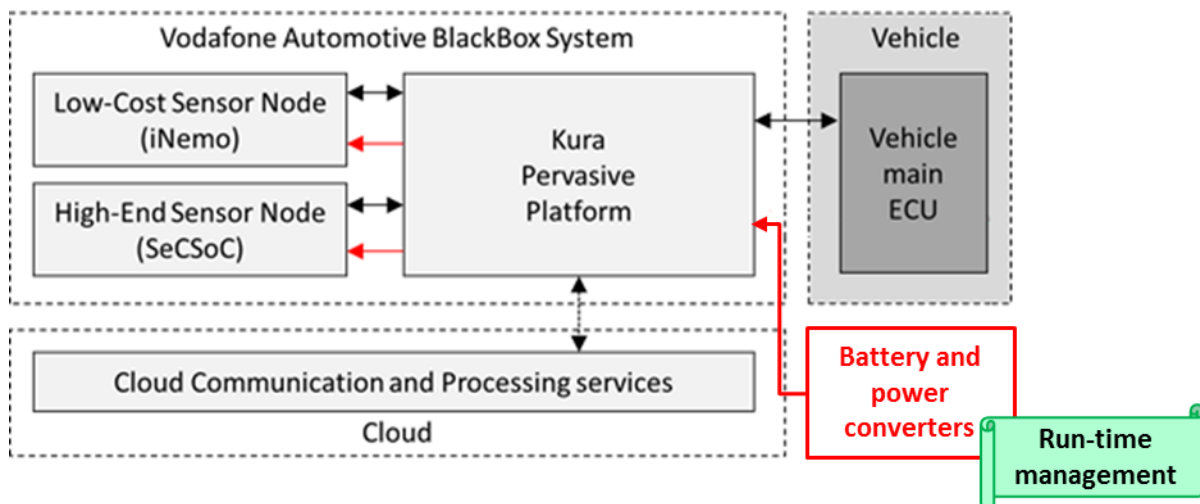 Vodafone Automotive BlackBox System
Low-Cost Sensor Node
(iNemo)
High-End Sensor Node
(SeCSoC)
Kura
Pervasive
Platform
Vehicle
Vehicle
main
ECU
Cloud Communication and Processing services
Cloud
Battery and
power
converters
Run-time
management